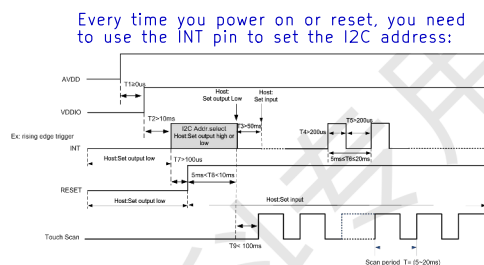 Every time you power on or reset, you need
to use the INT pin to set the I2C address:
AVDD
T1≥0us
VDDIO
Host:
Set output Low
Host:
Set Input
T2>10ms
I2C Addr.select
Host:Set output high or
low
T3>50ms
T4>200us
T5>200us
Ex: rising edge trigger
INT
Host:Set output low
T7>100us
5ms≤T6≤20ms
5ms<T8<10ms
RESET
Host:Set output low
Host:Set input
Touch Scan
T9< 100ms
Scan period T= (5~20ms)